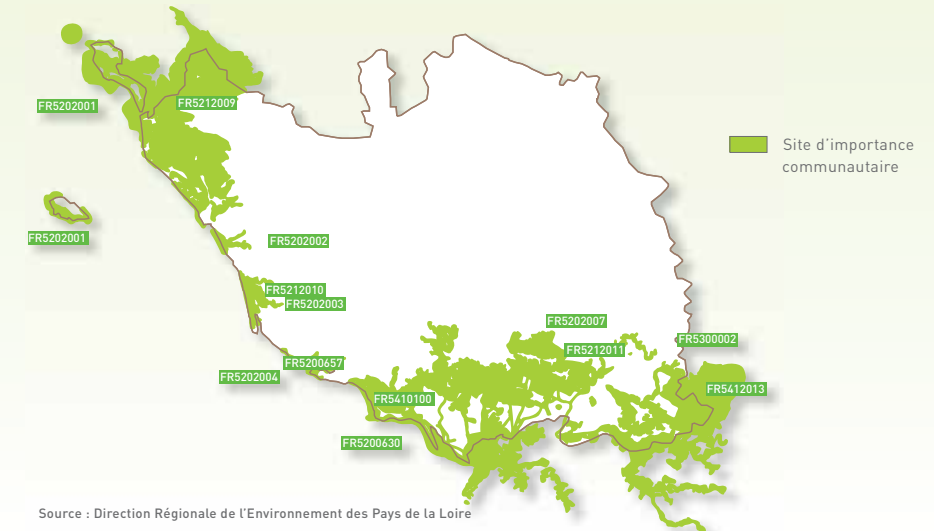 FR5202001
FR5212009
Site d'importance
communautaire
FR5202001
FR5202002
FR5212010
FR5202003
FR5202007
FR5300002
FR5212011
FR5200657
FR5202004
FR5412013
FR5410100
FR5200630
Source : Direction Régionale de l'Environnement des Pays de la Loire